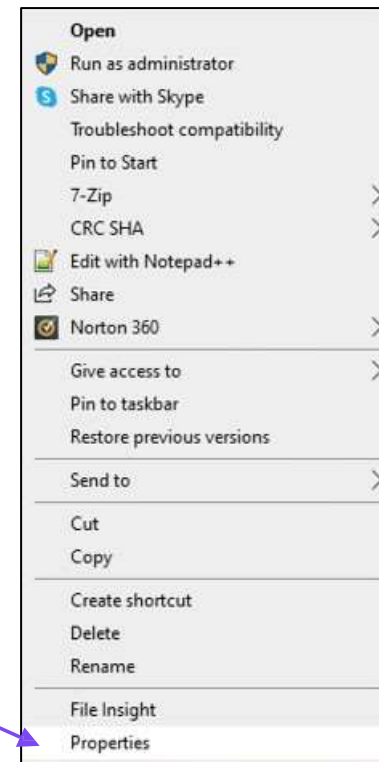 Open
Run as administrator
Share with Skype
Troubleshoot compatibility
Pin to Start
7-Zip
CRC SHA
Edit with Notepad++
Share
Norton 360
Give access to
Pin to taskbar
Restore previous versions
Send to
Cut
Copy
Create shortcut
Delete
Rename
File Insight
Properties